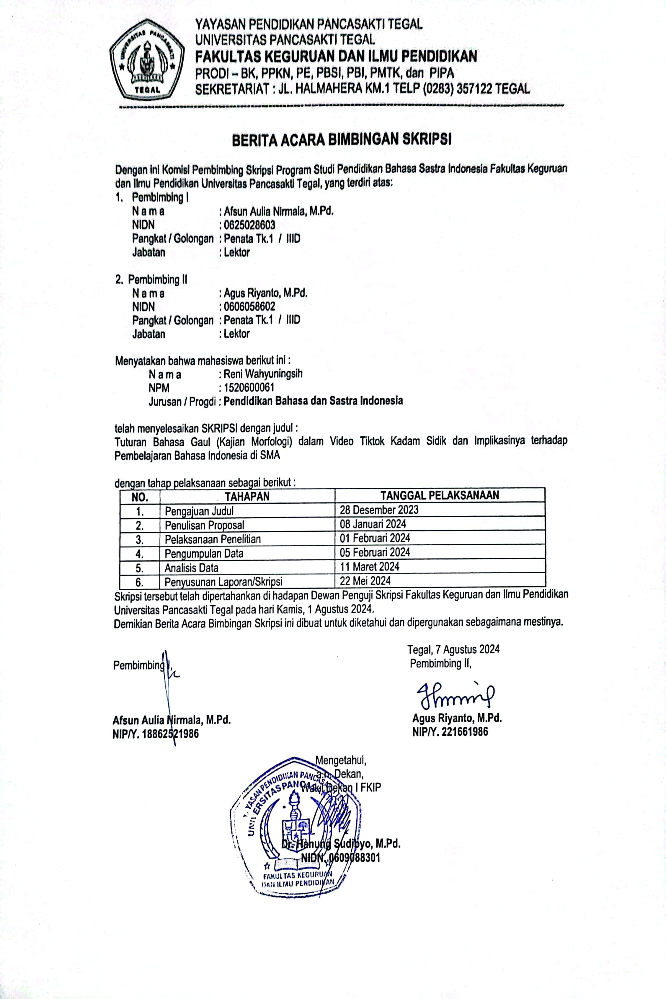 YAYASAN PENDIDIKAN PANCASAKTI TEGAL
UNIVERSITAS PANCASAKTI TEGAL
FAKULTAS KEGURUAN DAN ILMU PENDIDIKAN
PRODI – BK, PPKN, PE, PBSI, PBI, PMTK, dan PIPA
SEKRETARIAT : JL. HALMAHERA KM.1 TELP (0283) 357122 TEGAL
UNIVERSITAS PANCASAKTI
TEGAL
BERITA ACARA BIMBINGAN SKRIPSI
Dengan ini Komisi Pembimbing Skripsi Program Studi Pendidikan Bahasa Sastra Indonesia Fakultas Keguruan
dan Ilmu Pendidikan Universitas Pancasakti Tegal, yang terdiri atas:
1. Pembimbing I
N a m a : Afsun Aulia Nirmala, M.Pd.
NIDN : 0625028603
Pangkat / Golongan : Penata Tk.1 / IIID
Jabatan : Lektor
2. Pembimbing II
N a m a : Agus Riyanto, M.Pd.
NIDN : 0606058602
Pangkat / Golongan : Penata Tk.1 / IIID
Jabatan : Lektor
Menyatakan bahwa mahasiswa berikut ini :
N a m a : Reni Wahyuningsih
NPM : 1520600061
Jurusan / Progdi : Pendidikan Bahasa dan Sastra Indonesia
telah menyelesaikan SKRIPSI dengan judul :
Tuturan Bahasa Gaul (Kajian Morfologi) dalam Video Tiktok Kadam Sidik dan Implikasinya terhadap
Pembelajaran Bahasa Indonesia di SMA
dengan tahap pelaksanaan sebagai berikut :
NO. TAHAPAN TANGGAL PELAKSANAAN
1. Pengajuan Judul 28 Desember 2023
2. Penulisan Proposal 08 Januari 2024
3. Pelaksanaan Penelitian 01 Februari 2024
4. Pengumpulan Data 05 Februari 2024
5. Analisis Data 11 Maret 2024
6. Penyusunan Laporan/Skripsi 22 Mei 2024
Skripsi tersebut telah dipertahankan di hadapan Dewan Penguji Skripsi Fakultas Keguruan dan Ilmu Pendidikan
Universitas Pancasakti Tegal pada hari Kamis, 1 Agustus 2024.
Demikian Berita Acara Bimbingan Skripsi ini dibuat untuk diketahui dan dipergunakan sebagaimana mestinya.
Tegal, 7 Agustus 2024
Pembimbing I,
Pembimbing II,
Afsun Aulia Nirmala, M.Pd.
NIP/Y. 18862521986
Agus Riyanto, M.Pd.
NIP/Y. 221661986
Mengetahui,
a.n. Dekan,
Wakil Dekan I FKIP
YAYASAN PENDIDIKAN
UNIVERSITAS
Dr. Hanung Sudibyo, M.Pd.
NIDN. 0609088301
FAKULTAS KEGURUAN
DAN ILMU PENDIDIKAN